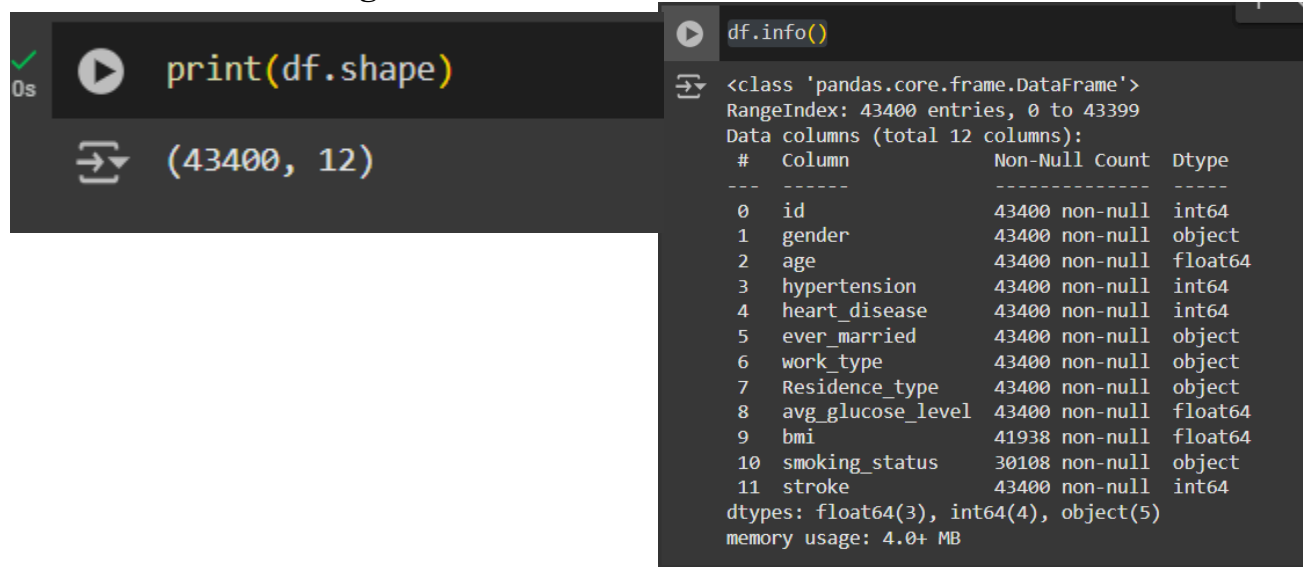 print(df.shape)
0s
(43400, 12)
df.info()
<class 'pandas.core.frame.DataFrame'>
RangeIndex: 43400 entries, 0 to 43399
Data columns (total 12 columns):
 #   Column             Non-Null Count  Dtype
---  ------             --------------  -----
 0   id                 43400 non-null  int64
 1   gender             43400 non-null  object
 2   age                43400 non-null  float64
 3   hypertension       43400 non-null  int64
 4   heart_disease      43400 non-null  int64
 5   ever_married       43400 non-null  object
 6   work_type          43400 non-null  object
 7   Residence_type     43400 non-null  object
 8   avg_glucose_level  43400 non-null  float64
 9   bmi                41938 non-null  float64
 10  smoking_status     30108 non-null  object
 11  stroke             43400 non-null  int64
dtypes: float64(3), int64(4), object(5)
memory usage: 4.0+ MB